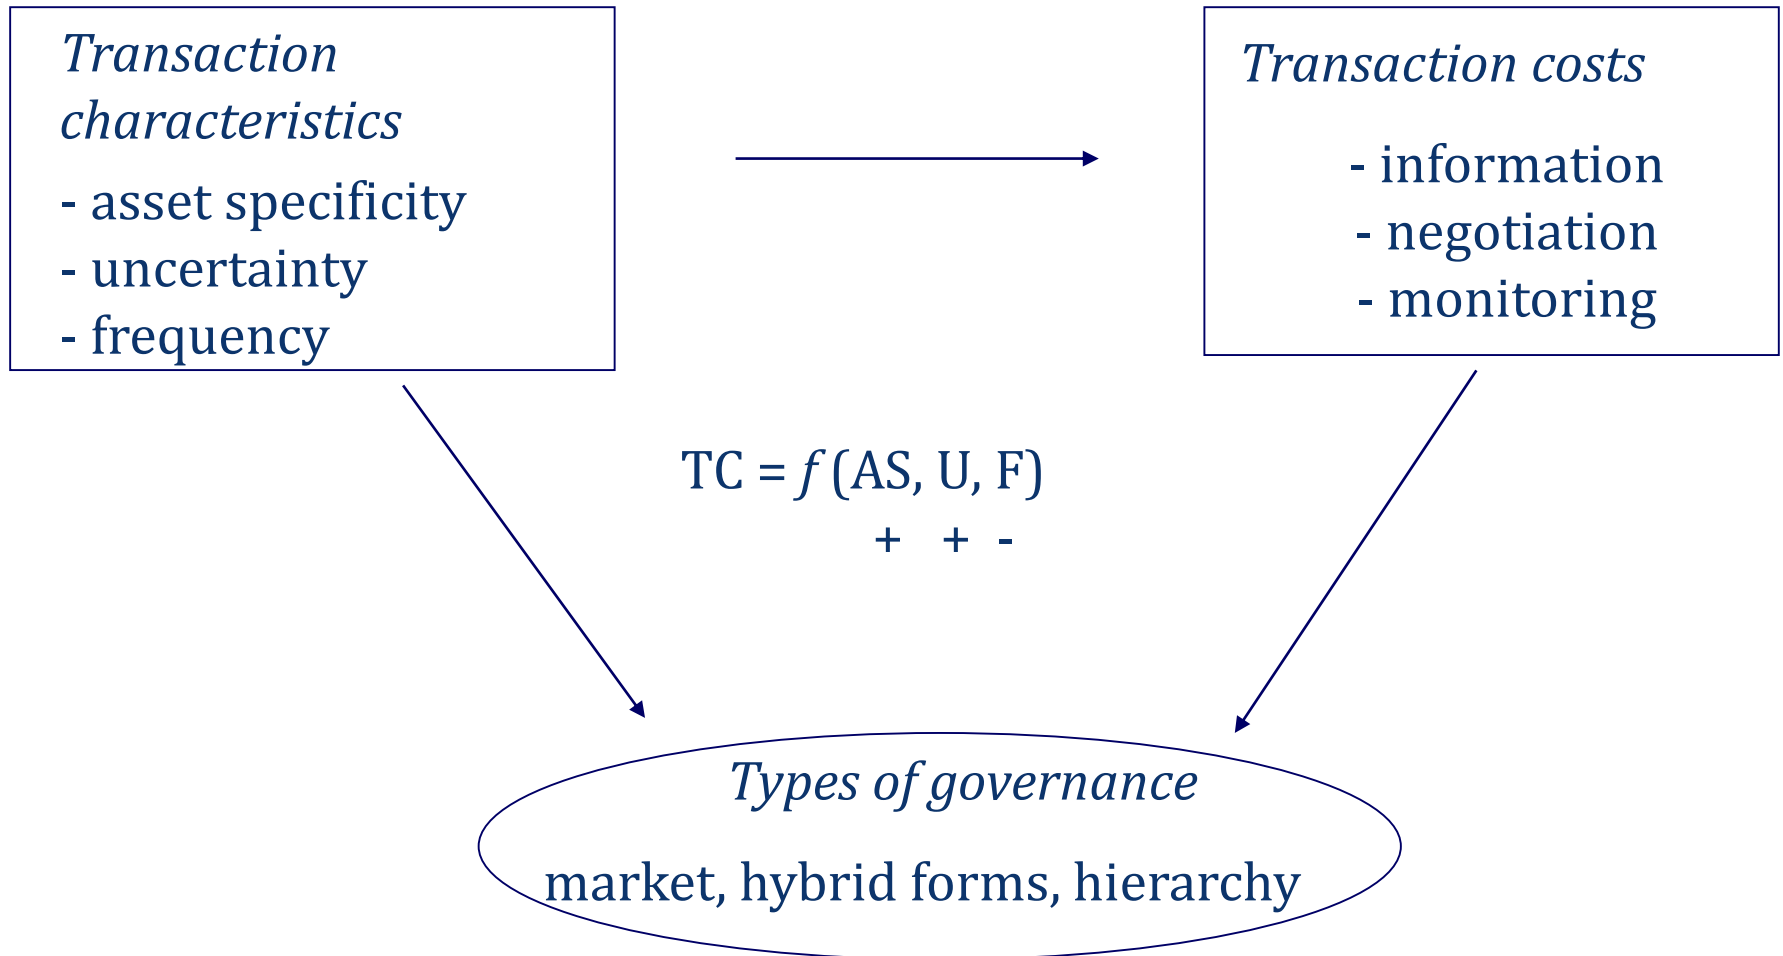 Transaction
characteristics
- asset specificity
- uncertainty
- frequency
Transaction costs
- information
- negotiation
- monitoring
TC = f (AS, U, F)
+ + -
Types of governance
market, hybrid forms, hierarchy